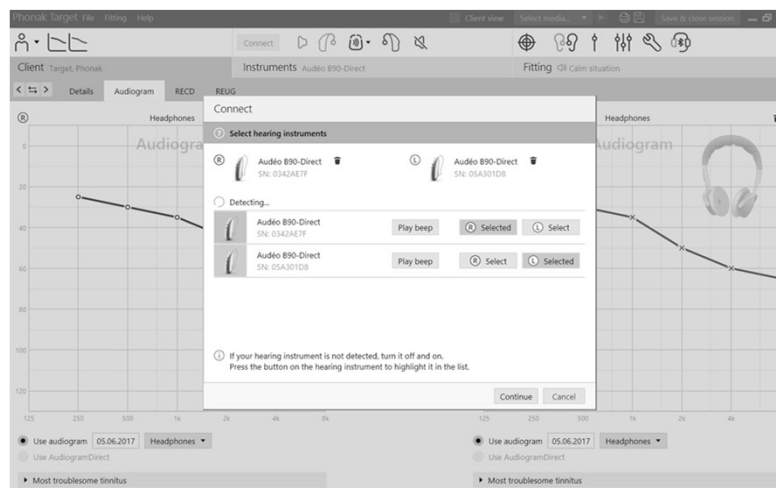 Phonak Target File Fitting Help Client view Select media... Save & close session
Connect
Client Target, Phonak Instruments Audéo B90-Direct Fitting Calm situation
Details Audiogram RECD REUG
R Headphones Headphones
Audiogra Audiogram
Connect
Select hearing instruments
R Audéo B90-Direct L Audéo B90-Direct
SN: 0342AE7F SN: 05A301DB
Detecting...
Audéo B90-Direct
SN: 0342AE7F
Play beep R Selected L Select
Audéo B90-Direct
SN: 05A301DB
Play beep R Select L Selected
If your hearing instrument is not detected, turn it off and on.
Press the button on the hearing instrument to highlight it in the list.
Continue Cancel
0
20
40
60
80
100
120
125 250 500 1k 2k 4k 8k 125 250 500 1k 2k 4k
Use audiogram 05.06.2017 Headphones Use audiogram 05.06.2017 Headphones
Use AudiogramDirect Use AudiogramDirect
Most troublesome tinnitus Most troublesome tinnitus